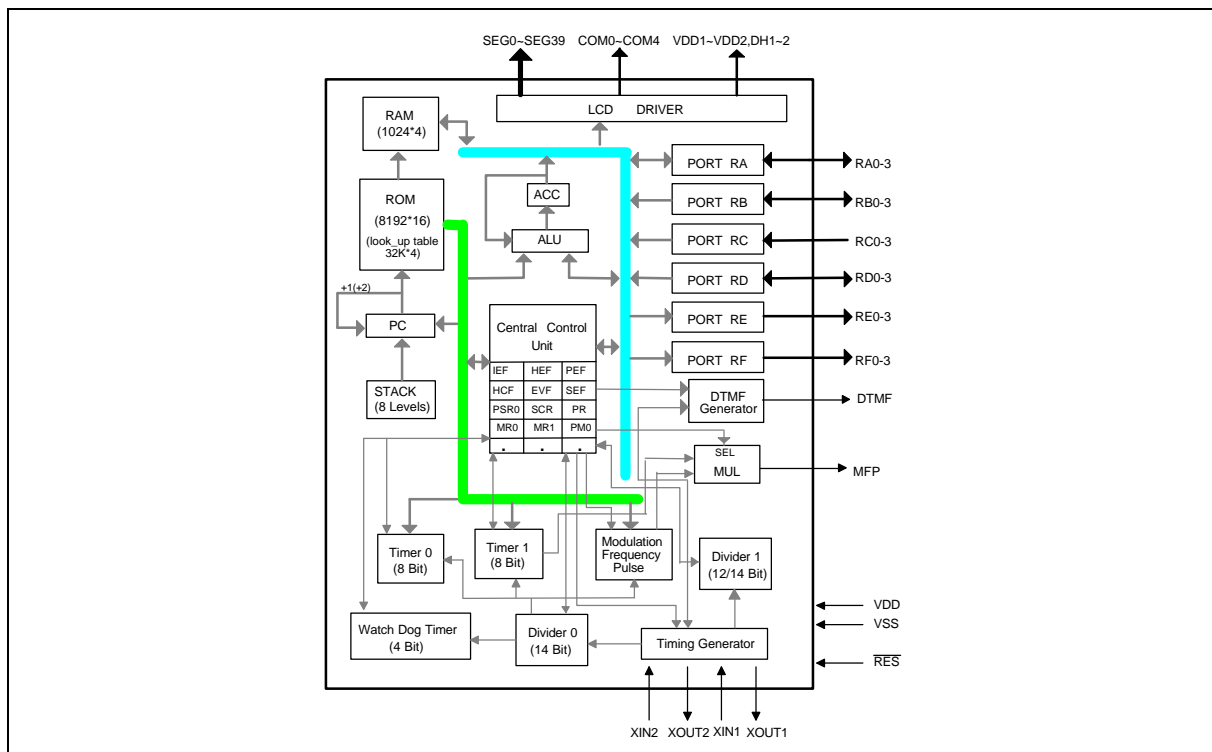 SEG0~SEG39 COM0~COM4 VDD1~VDD2,DH1~2
LCD DRIVER
RAM
(1024*4)
ROM
(8192*16)
(look_up table
32K*4)
+1(+2)
PC
STACK
(8 Levels)
ACC
ALU
PORT RA
RA0-3
PORT RB
RB0-3
PORT RC
RC0-3
PORT RD
RD0-3
PORT RE
RE0-3
PORT RF
RF0-3
Central Control
Unit
IEF HEF PEF
HCF EVF SEF
PSR0 SCR PR
MR0 MR1 PM0
. . .
DTMF
Generator
DTMF
SEL
MUL
MFP
Timer 0
(8 Bit)
Timer 1
(8 Bit)
Modulation
Frequency
Pulse
Divider 1
(12/14 Bit)
Watch Dog Timer
(4 Bit)
Divider 0
(14 Bit)
Timing Generator
VDD
VSS
RES
XIN2 XOUT2 XIN1 XOUT1